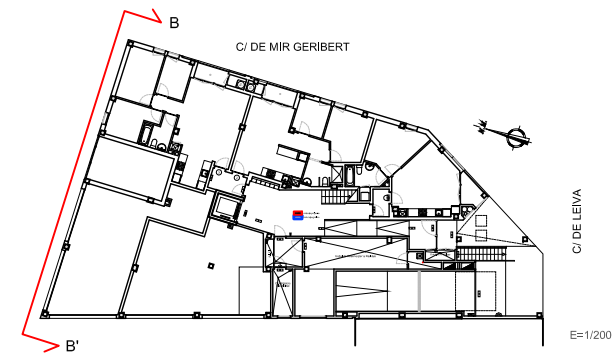 B
C/ DE MIR GERIBERT
C/ DE LEIVA
B'
E=1/200